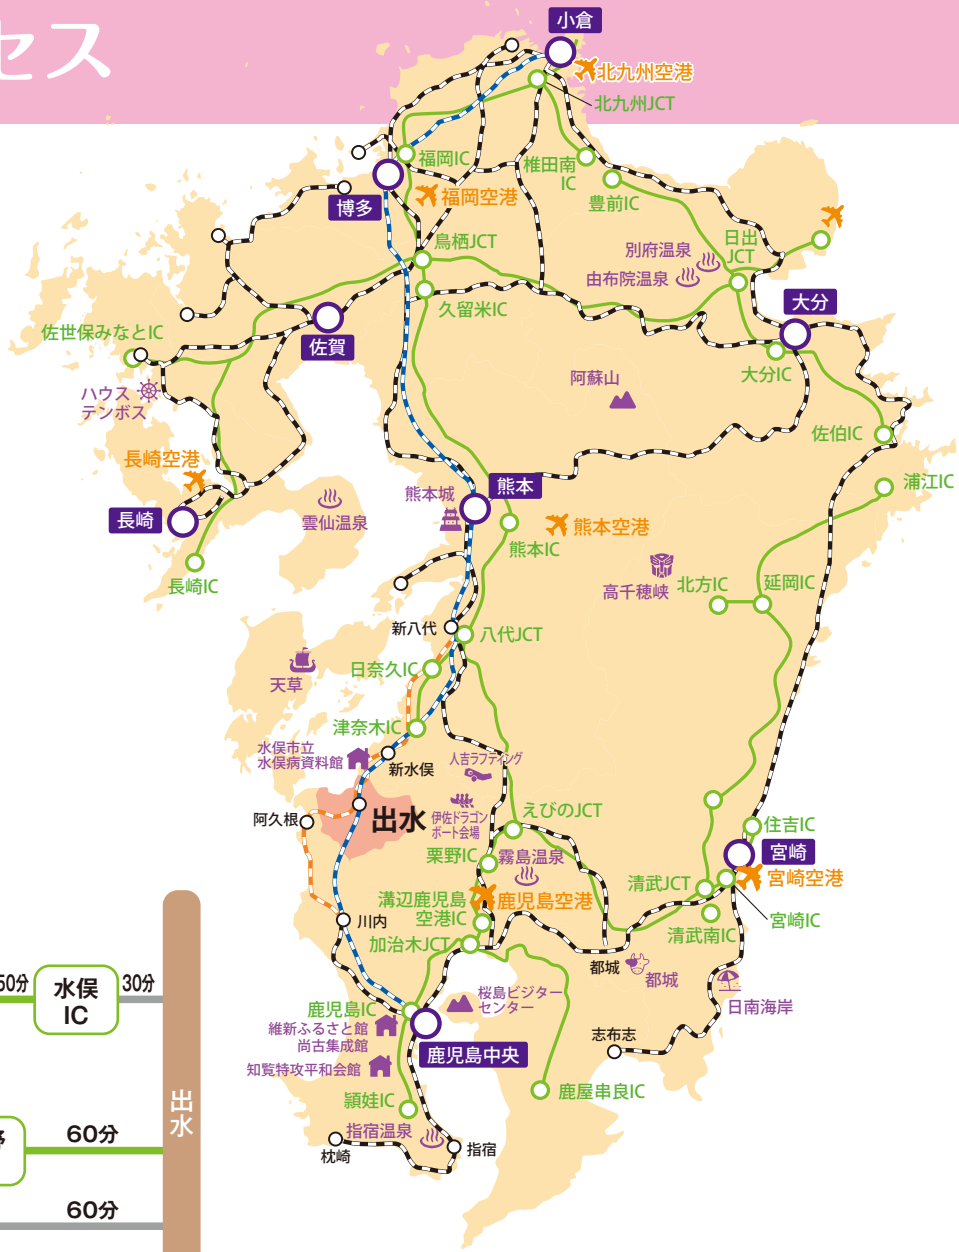 セス
小倉
北九州空港
北九州JCT
福岡IC
椎田南
IC
福岡空港
豊前IC
博多
鳥栖JCT
別府温泉
日出
JCT
由布院温泉
久留米IC
大分
佐世保みなとIC
佐賀
大分IC
阿蘇山
ハウス
テンボス
佐伯IC
長崎空港
熊本
浦江IC
熊本城
長崎
雲仙温泉
熊本空港
熊本IC
長崎IC
高千穂峡
北方IC
延岡IC
新八代
八代JCT
日奈久IC
天草
津奈木IC
水俣市立
水俣病資料館
新水俣
人吉ラフティング
阿久根
出水
伊佐ドラゴン
ボート会場
えびのJCT
住吉IC
栗野IC
霧島温泉
宮崎
清武JCT
宮崎空港
溝辺鹿児島
空港IC
鹿児島空港
川内
宮崎IC
清武南IC
加治木JCT
都城
都城
50分
水俣
IC
30分
日南海岸
桜島ビジター
センター
鹿児島IC
維新ふるさと館
尚古集成館
志布志
鹿児島中央
知覧特攻平和会館
鹿屋串良IC
頴娃IC
出水
60分
指宿温泉
枕崎
指宿
60分